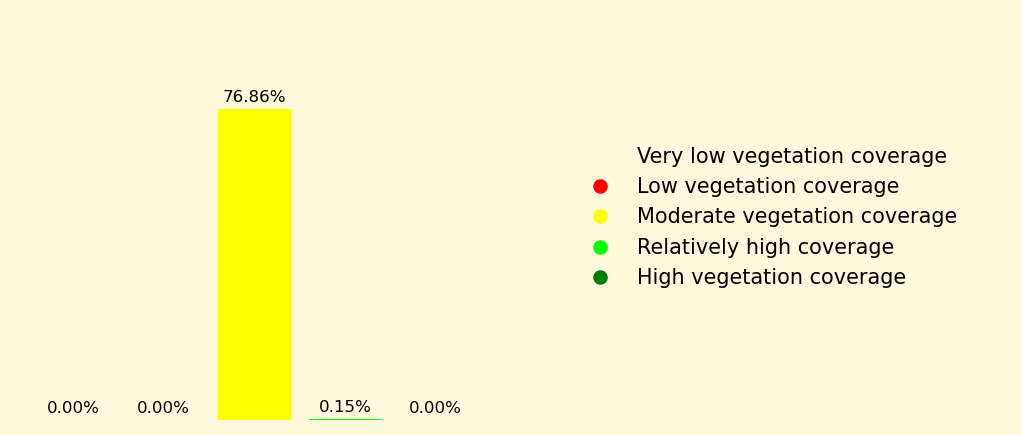 76.86%
0.00%
0.00%
0.15%
0.00%
Very low vegetation coverage
Low vegetation coverage
Moderate vegetation coverage
Relatively high coverage
High vegetation coverage